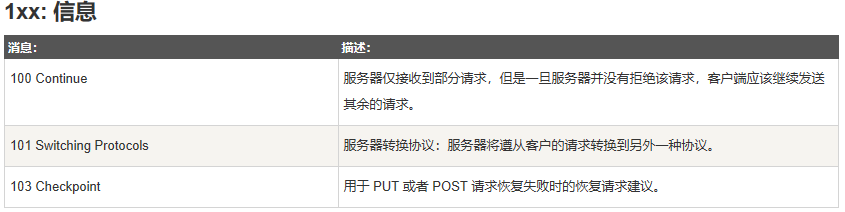 1xx: 信息
消息: 描述:
100 Continue 服务器仅接收到部分请求，但是一旦服务器并没有拒绝该请求，客户端应该继续发送
其余的请求。
101 Switching Protocols 服务器转换协议：服务器将遵从客户的请求转换到另外一种协议。
103 Checkpoint 用于 PUT 或者 POST 请求恢复失败时的恢复请求建议。